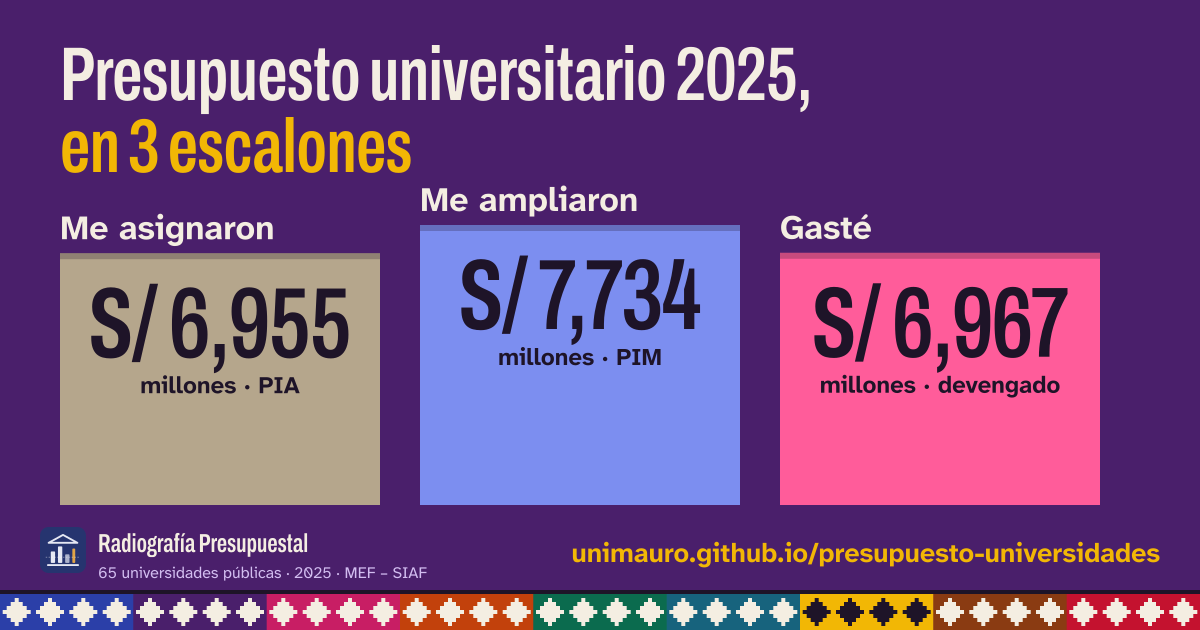 Presupuesto universitario 2025,
en 3 escalones
Me asignaron
S/ 6,955
millones · PIA
Me ampliaron
S/ 7,734
millones · PIM
Gasté
S/ 6,967
millones · devengado
Radiografía Presupuestal
65 universidades públicas · 2025 · MEF – SIAF
unimauro.github.io/presupuesto-universidades